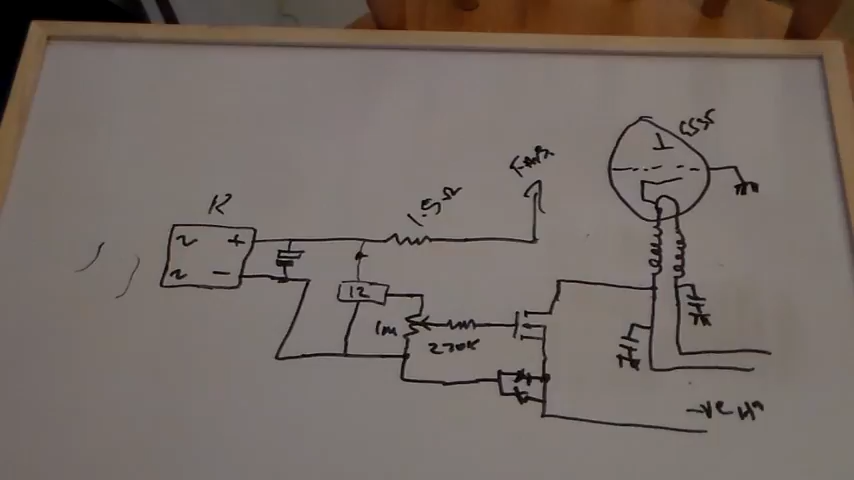 R
~ +
~ -
1.5Ω
FAN
12
1m
270K
-ve HT